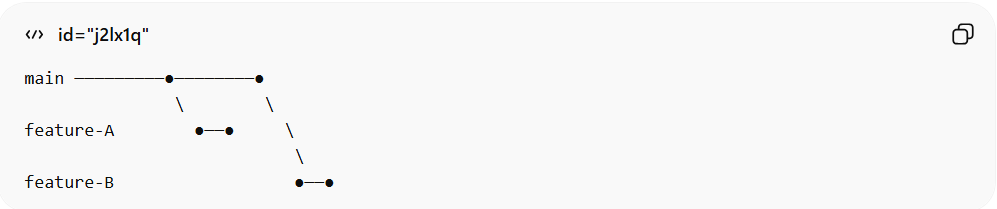 id="j2lx1q"
main ─────────●────────●
               \        \
feature-A        ●──●     \
                           \
feature-B                  ●──●